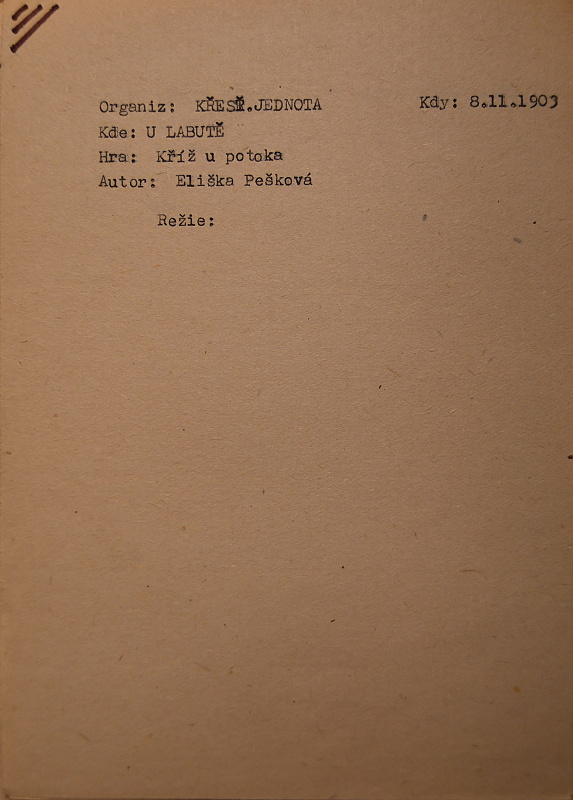 Organiz: KŘESŤ.JEDNOTA Kdy: 8.11.1903
Kde: U LABUTĚ
Hra: Kříž u potoka
Autor: Eliška Pešková
Režie: